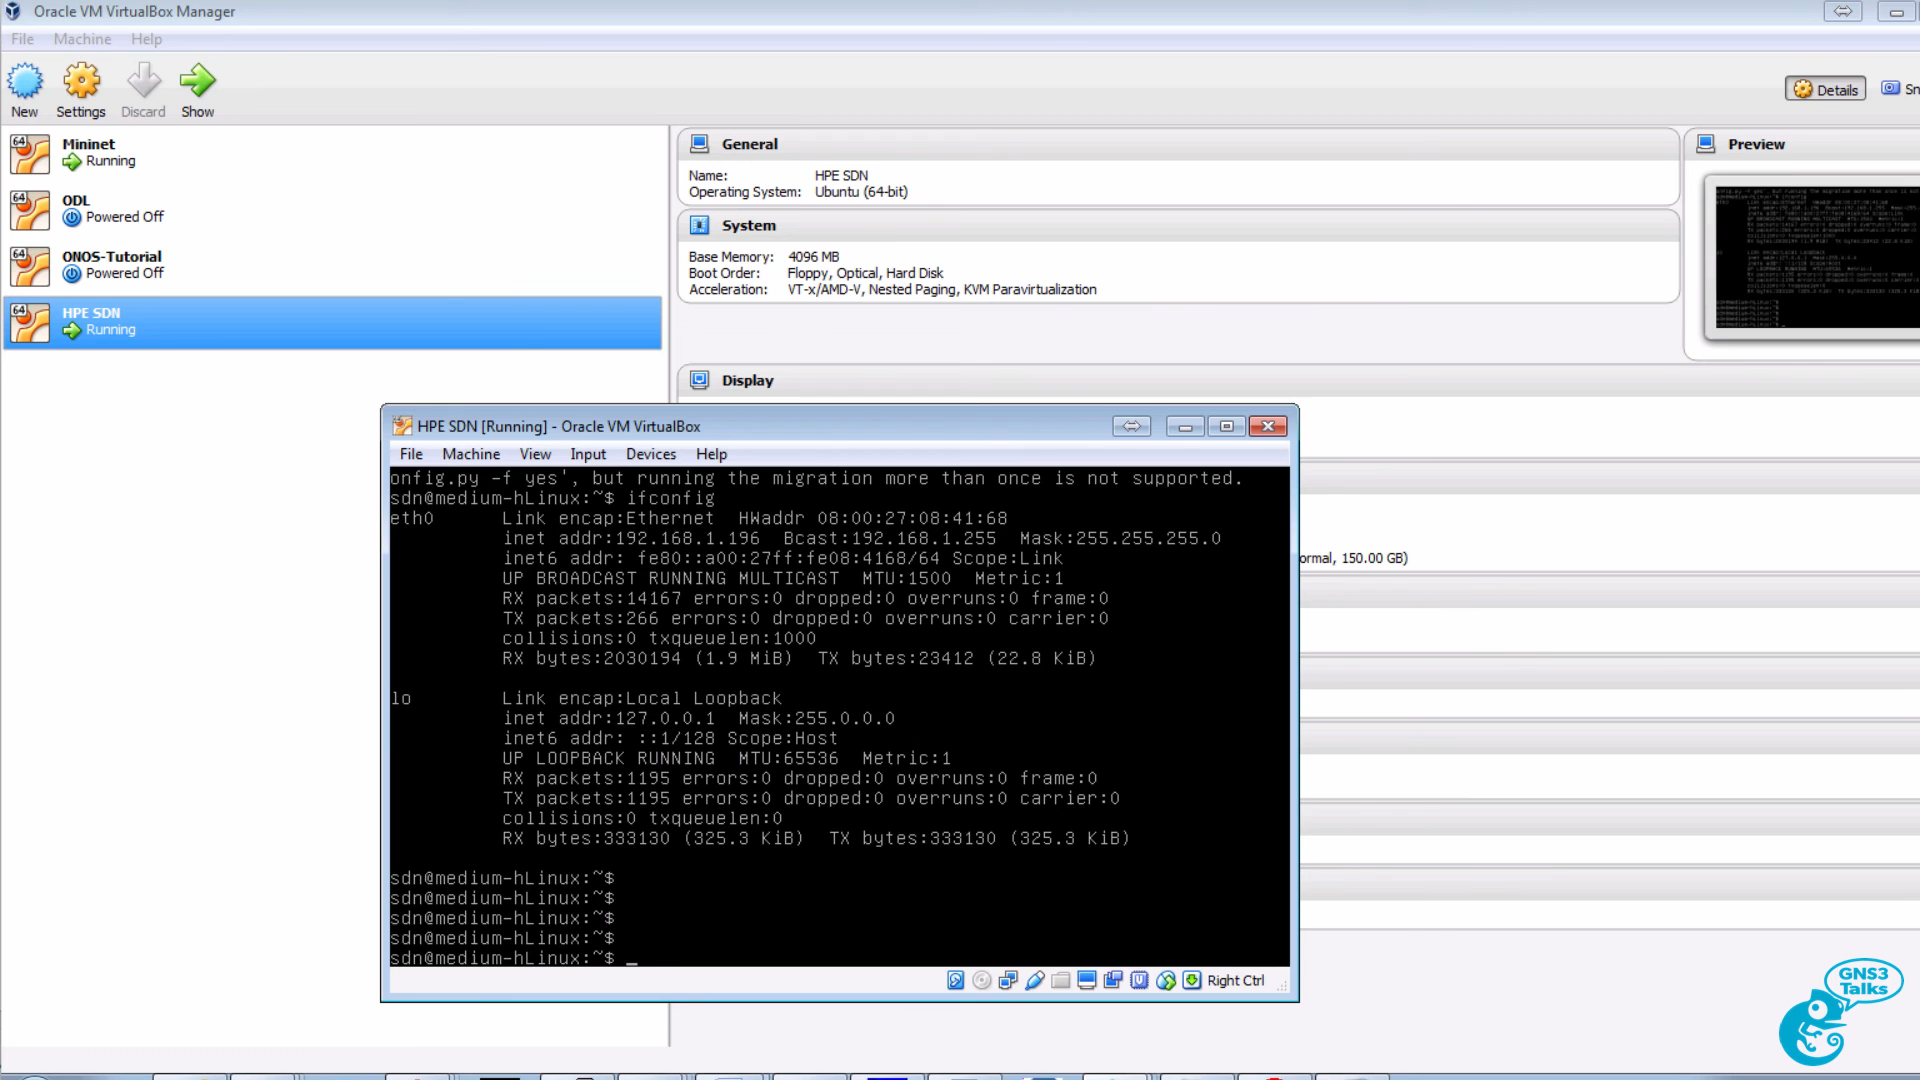 Oracle VM VirtualBox Manager
File Machine Help
New Settings Discard Show
Details
64 Mininet
Running
64 ODL
Powered Off
64 ONOS-Tutorial
Powered Off
64 HPE SDN
Running
General
Name: HPE SDN
Operating System: Ubuntu (64-bit)
System
Base Memory: 4096 MB
Boot Order: Floppy, Optical, Hard Disk
Acceleration: VT-x/AMD-V, Nested Paging, KVM Paravirtualization
Preview
Display
ormal, 150.00 GB)
HPE SDN [Running] - Oracle VM VirtualBox
File Machine View Input Devices Help
onfig.py -f yes', but running the migration more than once is not supported.
sdn@medium-hLinux:~$ ifconfig
eth0 Link encap:Ethernet HWaddr 08:00:27:08:41:68
inet addr:192.168.1.196 Bcast:192.168.1.255 Mask:255.255.255.0
inet6 addr: fe80::a00:27ff:fe08:4168/64 Scope:Link
UP BROADCAST RUNNING MULTICAST MTU:1500 Metric:1
RX packets:14167 errors:0 dropped:0 overruns:0 frame:0
TX packets:266 errors:0 dropped:0 overruns:0 carrier:0
collisions:0 txqueuelen:1000
RX bytes:2030194 (1.9 MiB) TX bytes:23412 (22.8 KiB)
lo Link encap:Local Loopback
inet addr:127.0.0.1 Mask:255.0.0.0
inet6 addr: ::1/128 Scope:Host
UP LOOPBACK RUNNING MTU:65536 Metric:1
RX packets:1195 errors:0 dropped:0 overruns:0 frame:0
TX packets:1195 errors:0 dropped:0 overruns:0 carrier:0
collisions:0 txqueuelen:0
RX bytes:333130 (325.3 KiB) TX bytes:333130 (325.3 KiB)
sdn@medium-hLinux:~$
sdn@medium-hLinux:~$
sdn@medium-hLinux:~$
sdn@medium-hLinux:~$
sdn@medium-hLinux:~$ _
Right Ctrl
GNS3
Talks